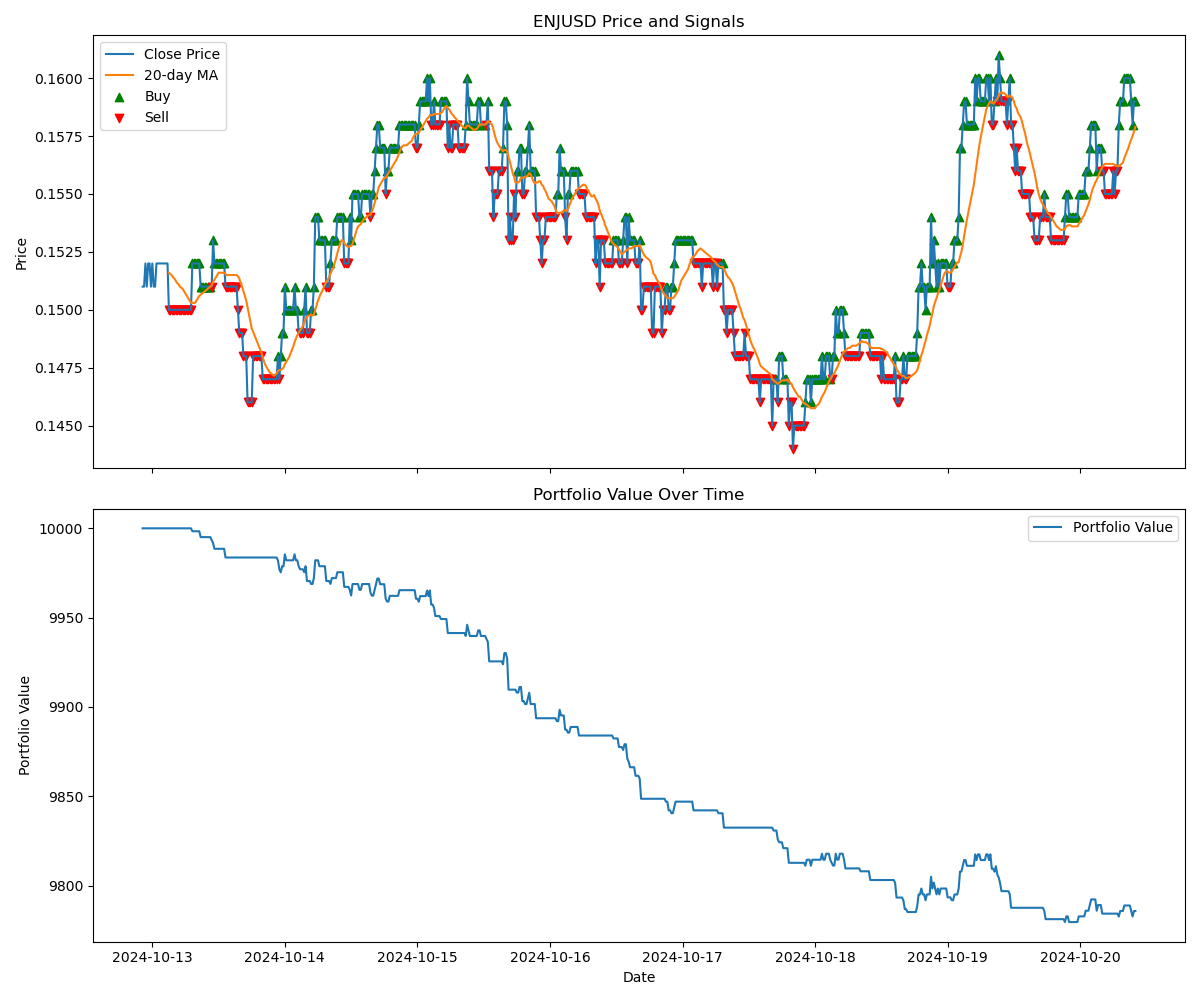 ENJUSD Price and Signals
Close Price
20-day MA
Buy
Sell
0.1600
0.1575
0.1550
0.1525
0.1500
0.1475
0.1450
Price
Portfolio Value Over Time
Portfolio Value
10000
9950
9900
9850
9800
Portfolio Value
2024-10-13
2024-10-14
2024-10-15
2024-10-16
2024-10-17
2024-10-18
2024-10-19
2024-10-20
Date